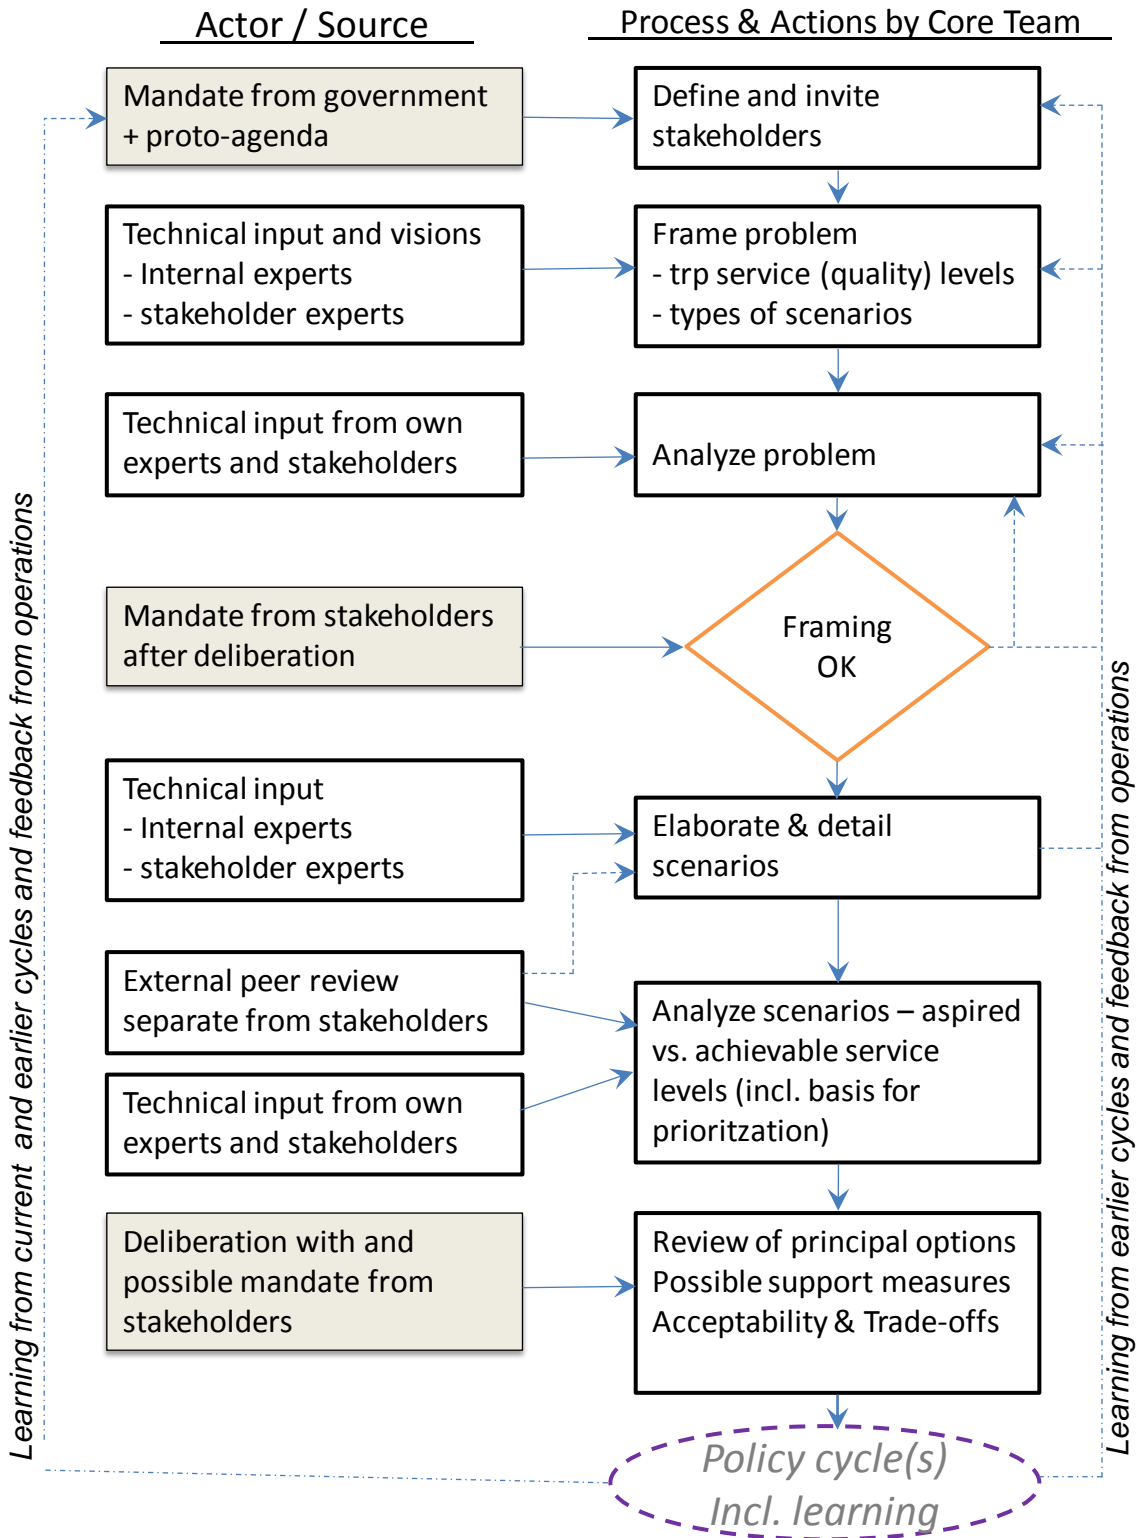 Actor / Source
Process & Actions by Core Team
Mandate from government
+ proto-agenda
Define and invite
stakeholders
Technical input and visions
- Internal experts
- stakeholder experts
Frame problem
- trp service (quality) levels
- types of scenarios
Technical input from own
experts and stakeholders
Analyze problem
Mandate from stakeholders
after deliberation
Framing
OK
Technical input
- Internal experts
- stakeholder experts
Elaborate & detail
scenarios
External peer review
separate from stakeholders
Analyze scenarios – aspired
vs. achievable service
levels (incl. basis for
prioritzation)
Technical input from own
experts and stakeholders
Deliberation with and
possible mandate from
stakeholders
Review of principal options
Possible support measures
Acceptability & Trade-offs
Policy cycle(s)
Incl. learning
Learning from current and earlier cycles and feedback from operations
Learning from earlier cycles and feedback from operations